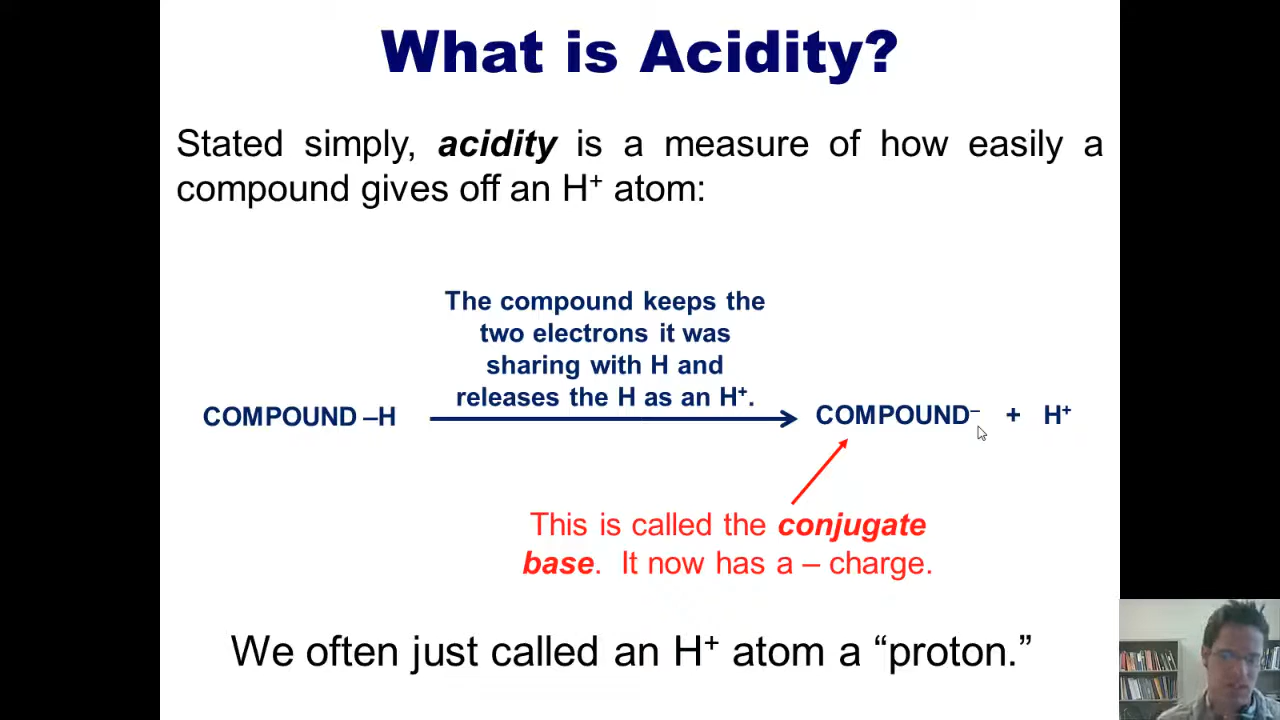 What is Acidity?
Stated simply, acidity is a measure of how easily a
compound gives off an H⁺ atom:
The compound keeps the
two electrons it was
sharing with H and
releases the H as an H⁺.
COMPOUND –H
COMPOUND⁻ + H⁺
This is called the conjugate
base. It now has a – charge.
We often just called an H⁺ atom a “proton.”